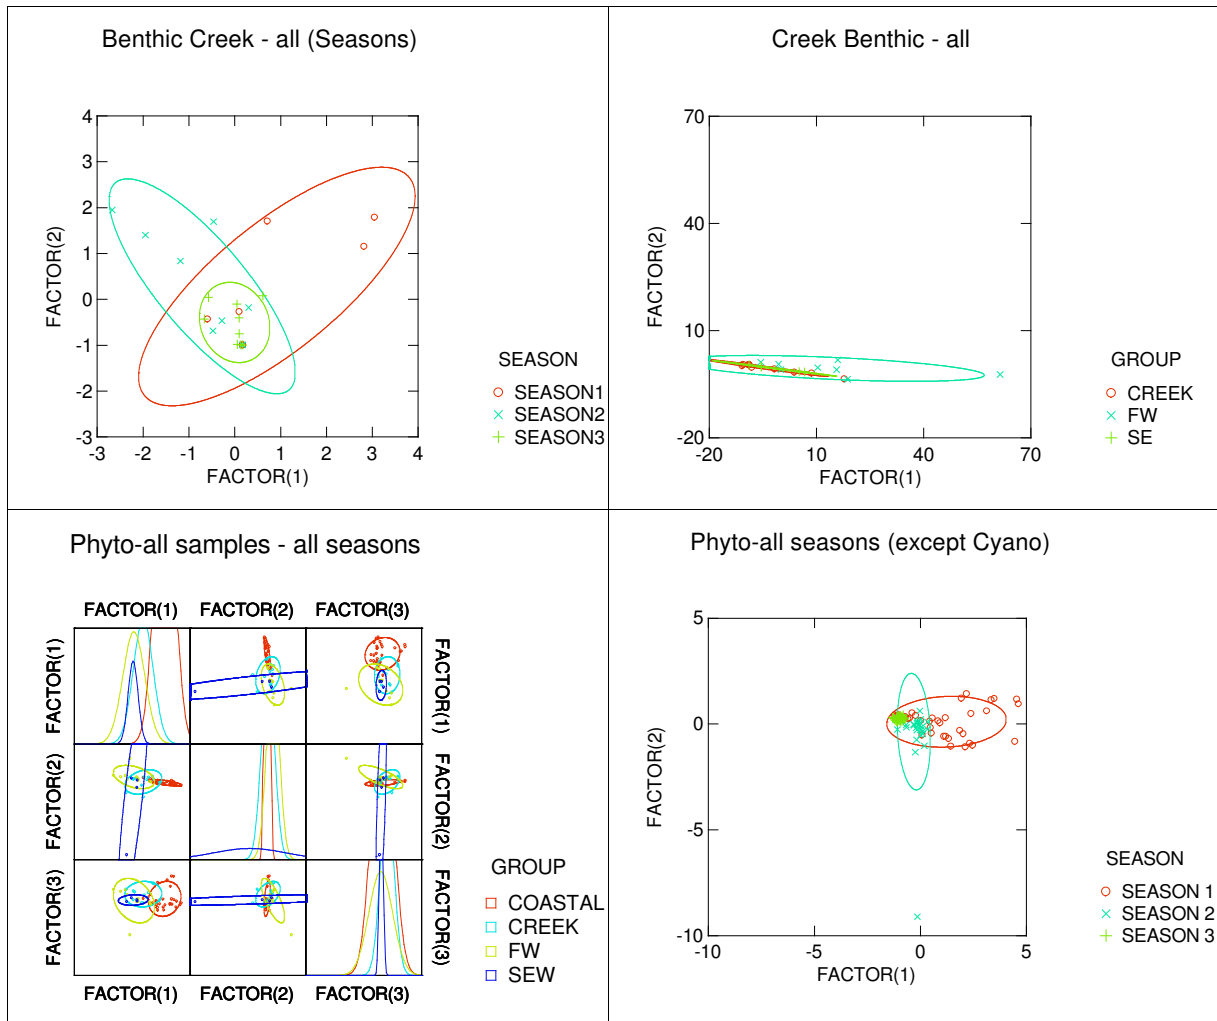 Benthic Creek - all (Seasons)
4
3
2
1
0
-1
-2
-3
-3 -2 -1 0 1 2 3 4
FACTOR(1)
FACTOR(2)
SEASON
SEASON1
SEASON2
SEASON3
Creek Benthic - all
70
40
10
-20
-20 10 40 70
FACTOR(1)
FACTOR(2)
GROUP
CREEK
FW
SE
Phyto-all samples - all seasons
FACTOR(1) FACTOR(2) FACTOR(3)
FACTOR(1)
FACTOR(2)
FACTOR(3)
FACTOR(1)
FACTOR(2)
FACTOR(3)
FACTOR(1) FACTOR(2) FACTOR(3)
GROUP
COASTAL
CREEK
FW
SEW
Phyto-all seasons (except Cyano)
5
0
-5
-10
-10 -5 0 5
FACTOR(1)
FACTOR(2)
SEASON
SEASON 1
SEASON 2
SEASON 3